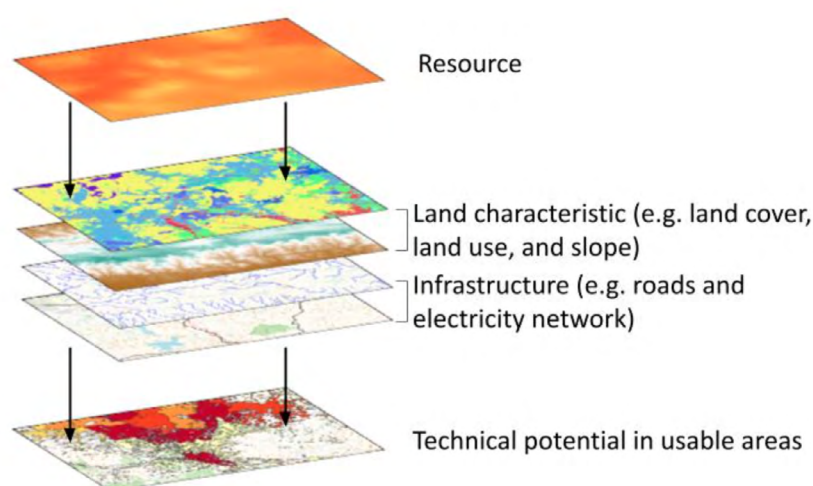 Resource
Land characteristic (e.g. land cover,
land use, and slope)
Infrastructure (e.g. roads and
electricity network)
Technical potential in usable areas